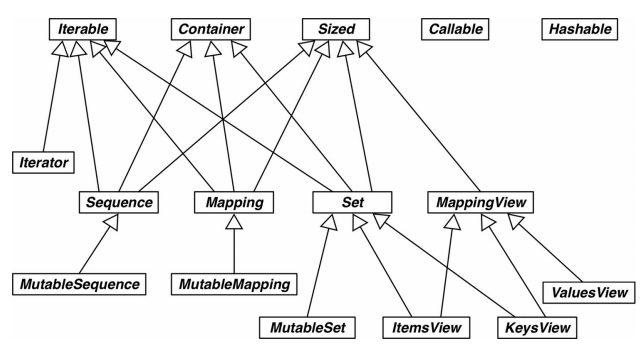 Iterable Container Sized Callable Hashable
Iterator
Sequence Mapping Set MappingView
MutableSequence MutableMapping
ValuesView
MutableSet ItemsView KeysView